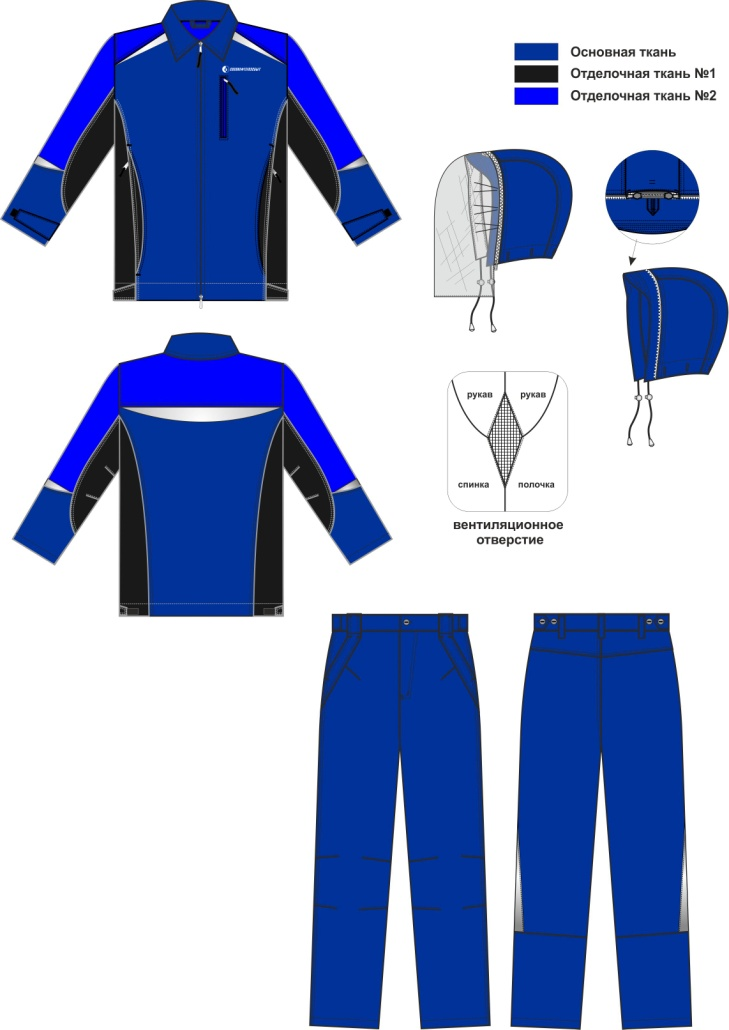 Основная ткань
Отделочная ткань №1
Отделочная ткань №2
рукав рукав
спинка полочка
вентиляционное
отверстие